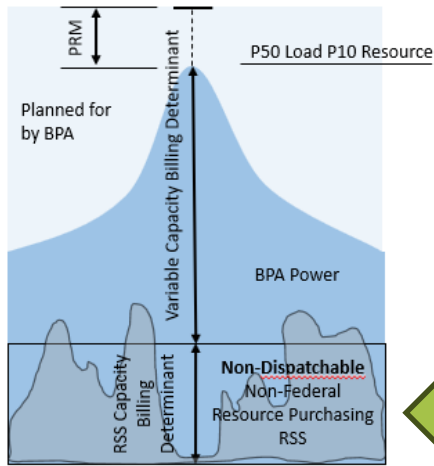 PRM
P50 Load P10 Resource
Planned for
by BPA
Variable Capacity Billing Determinant
BPA Power
RSS Capacity
Billing
Determinant
Non-Dispatchable
Non-Federal
Resource Purchasing
RSS